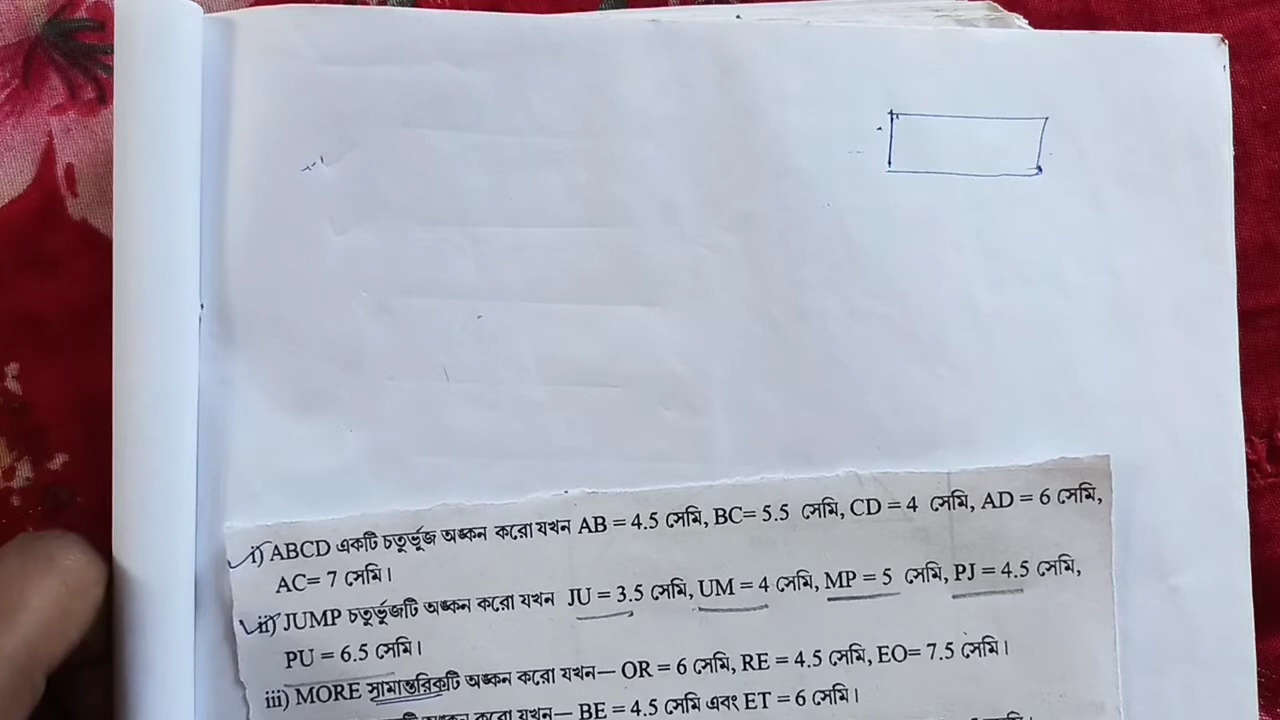 i) ABCD একটি চতুৰ্ভূজ অঙ্কন কৰো যখন AB = 4.5 সেমি, BC= 5.5 সেমি, CD = 4 সেমি, AD = 6 সেমি,
AC= 7 সেমি।
ii) JUMP চতুৰ্ভূজটি অঙ্কন করো যখন JU = 3.5 সেমি, UM = 4 সেমি, MP = 5 সেমি, PJ = 4.5 সেমি,
PU = 6.5 সেমি।
iii) MORE সামান্তরিকটি অঙ্কন করো যখন— OR = 6 সেমি, RE = 4.5 সেমি, EO= 7.5 সেমি।
অঙ্কন করো যখন— BE = 4.5 সেমি এবং ET = 6 সেমি।